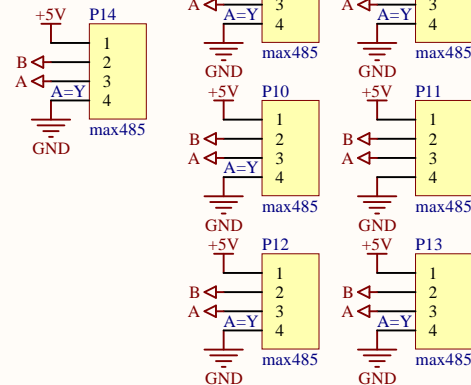 +5V P14
1
B 2
A 3
A=Y 4
max485
GND
A 3
A=Y 4
max485
GND
A 3
A=Y 4
max485
GND
+5V P10
1
B 2
A 3
A=Y 4
max485
GND
+5V P11
1
B 2
A 3
4
max485
GND
+5V P12
1
B 2
A 3
A=Y 4
max485
GND
+5V P13
1
B 2
A 3
A=Y 4
max485
GND